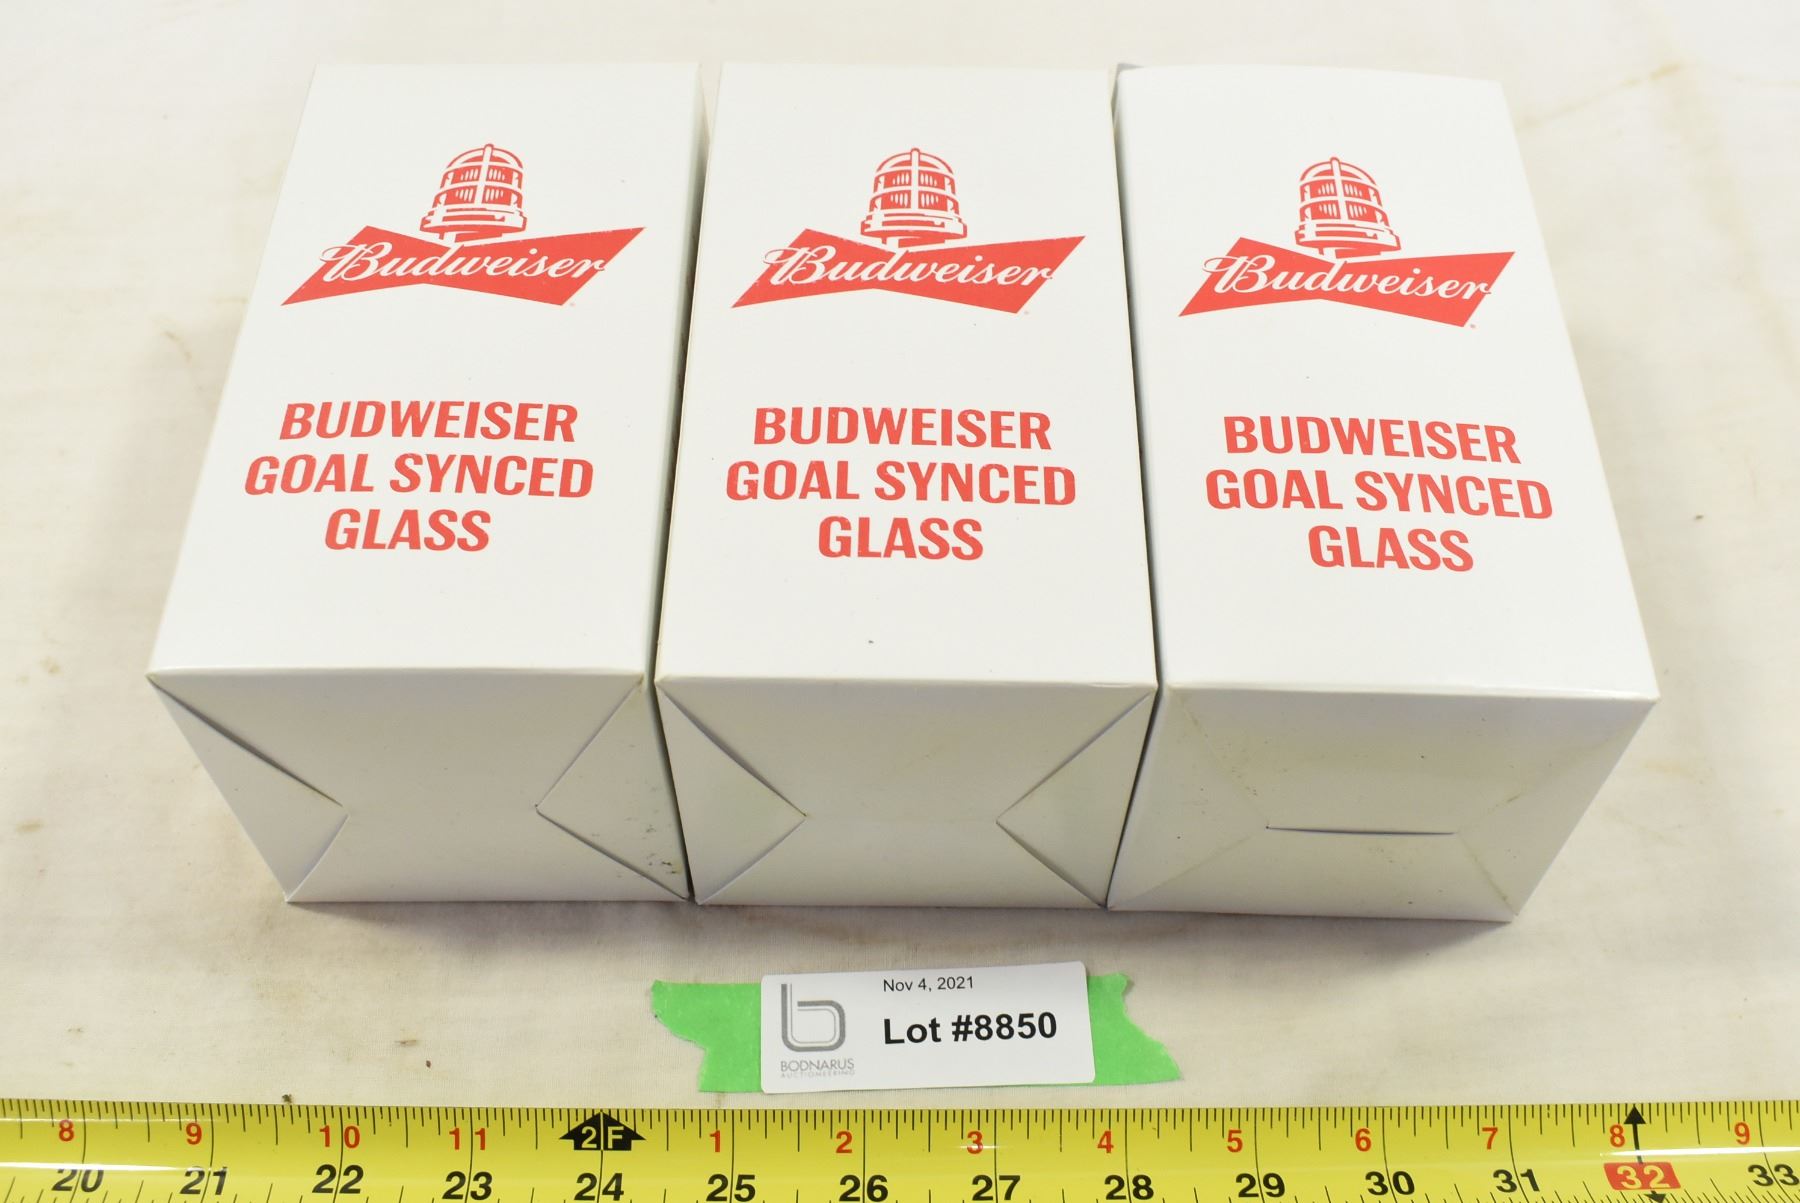 Budweiser
BUDWEISER
GOAL SYNCED
GLASS
Budweiser
BUDWEISER
GOAL SYNCED
GLASS
Budweiser
BUDWEISER
GOAL SYNCED
GLASS
Nov 4, 2021
Lot #8850
b
BODNARUS
AUCTIONEERING
8 9 10 11 2F 1 2 3 4 5 6 7 8 9
20 21 22 23 24 25 26 27 28 29 30 31 32 33